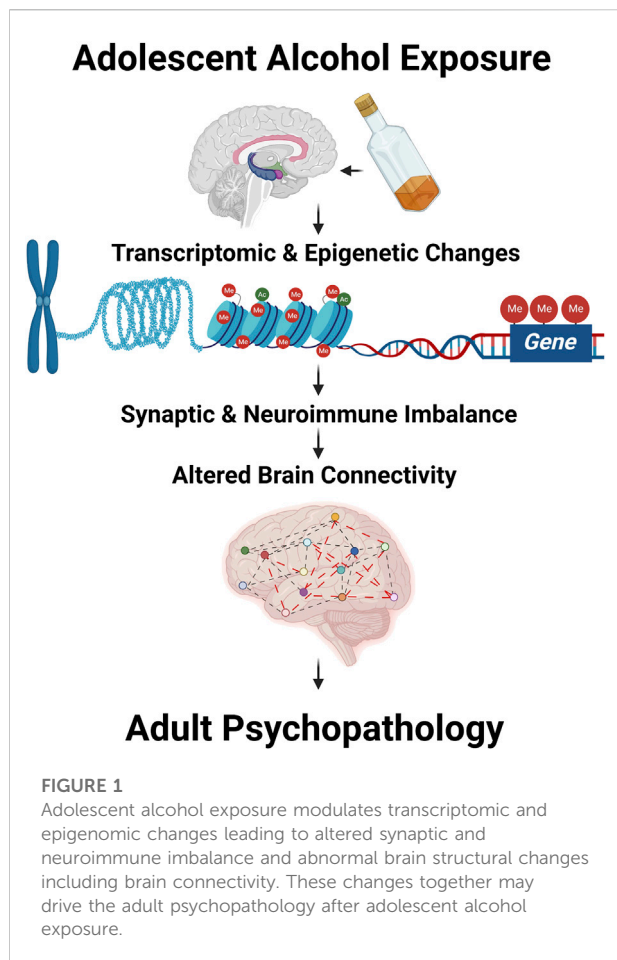 Adolescent Alcohol Exposure
Transcriptomic & Epigenetic Changes
Me Ac Me Me Ac
Me Me Me Me
Me Me Me Me
Gene
Synaptic & Neuroimmune Imbalance
Altered Brain Connectivity
Adult Psychopathology
FIGURE 1
Adolescent alcohol exposure modulates transcriptomic and
epigenomic changes leading to altered synaptic and
neuroimmune imbalance and abnormal brain structural changes
including brain connectivity. These changes together may
drive the adult psychopathology after adolescent alcohol
exposure.